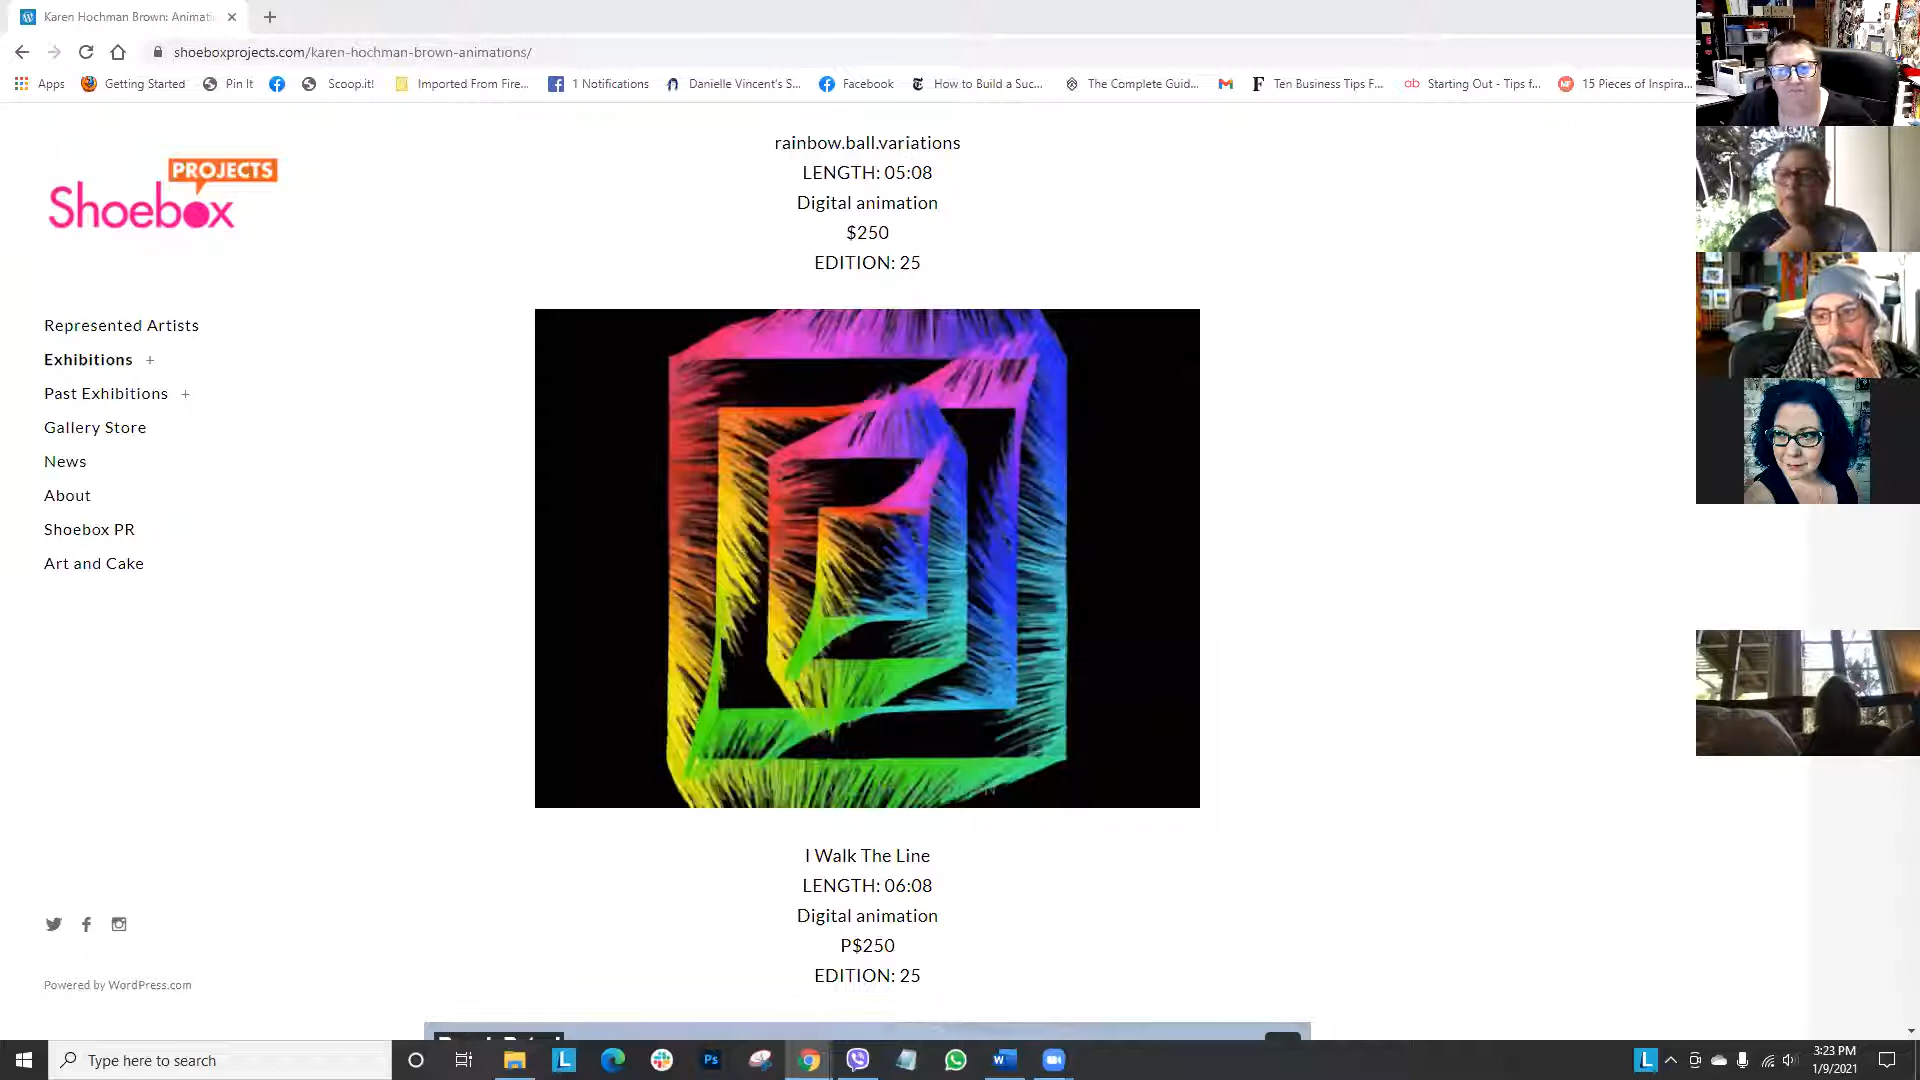 Karen Hochman Brown: Animati
shoeboxprojects.com/karen-hochman-brown-animations/
Apps
Getting Started
Pin It
Scoop.it!
Imported From Fire...
1 Notifications
Danielle Vincent's S...
Facebook
How to Build a Suc...
The Complete Guid...
Ten Business Tips F...
ab
Starting Out - Tips f...
15 Pieces of Inspira...
PROJECTS
Shoebox
Represented Artists
Exhibitions +
Past Exhibitions +
Gallery Store
News
About
Shoebox PR
Art and Cake
Powered by WordPress.com
rainbow.ball.variations
LENGTH: 05:08
Digital animation
$250
EDITION: 25
I Walk The Line
LENGTH: 06:08
Digital animation
P$250
EDITION: 25
Type here to search
3:23 PM
1/9/2021